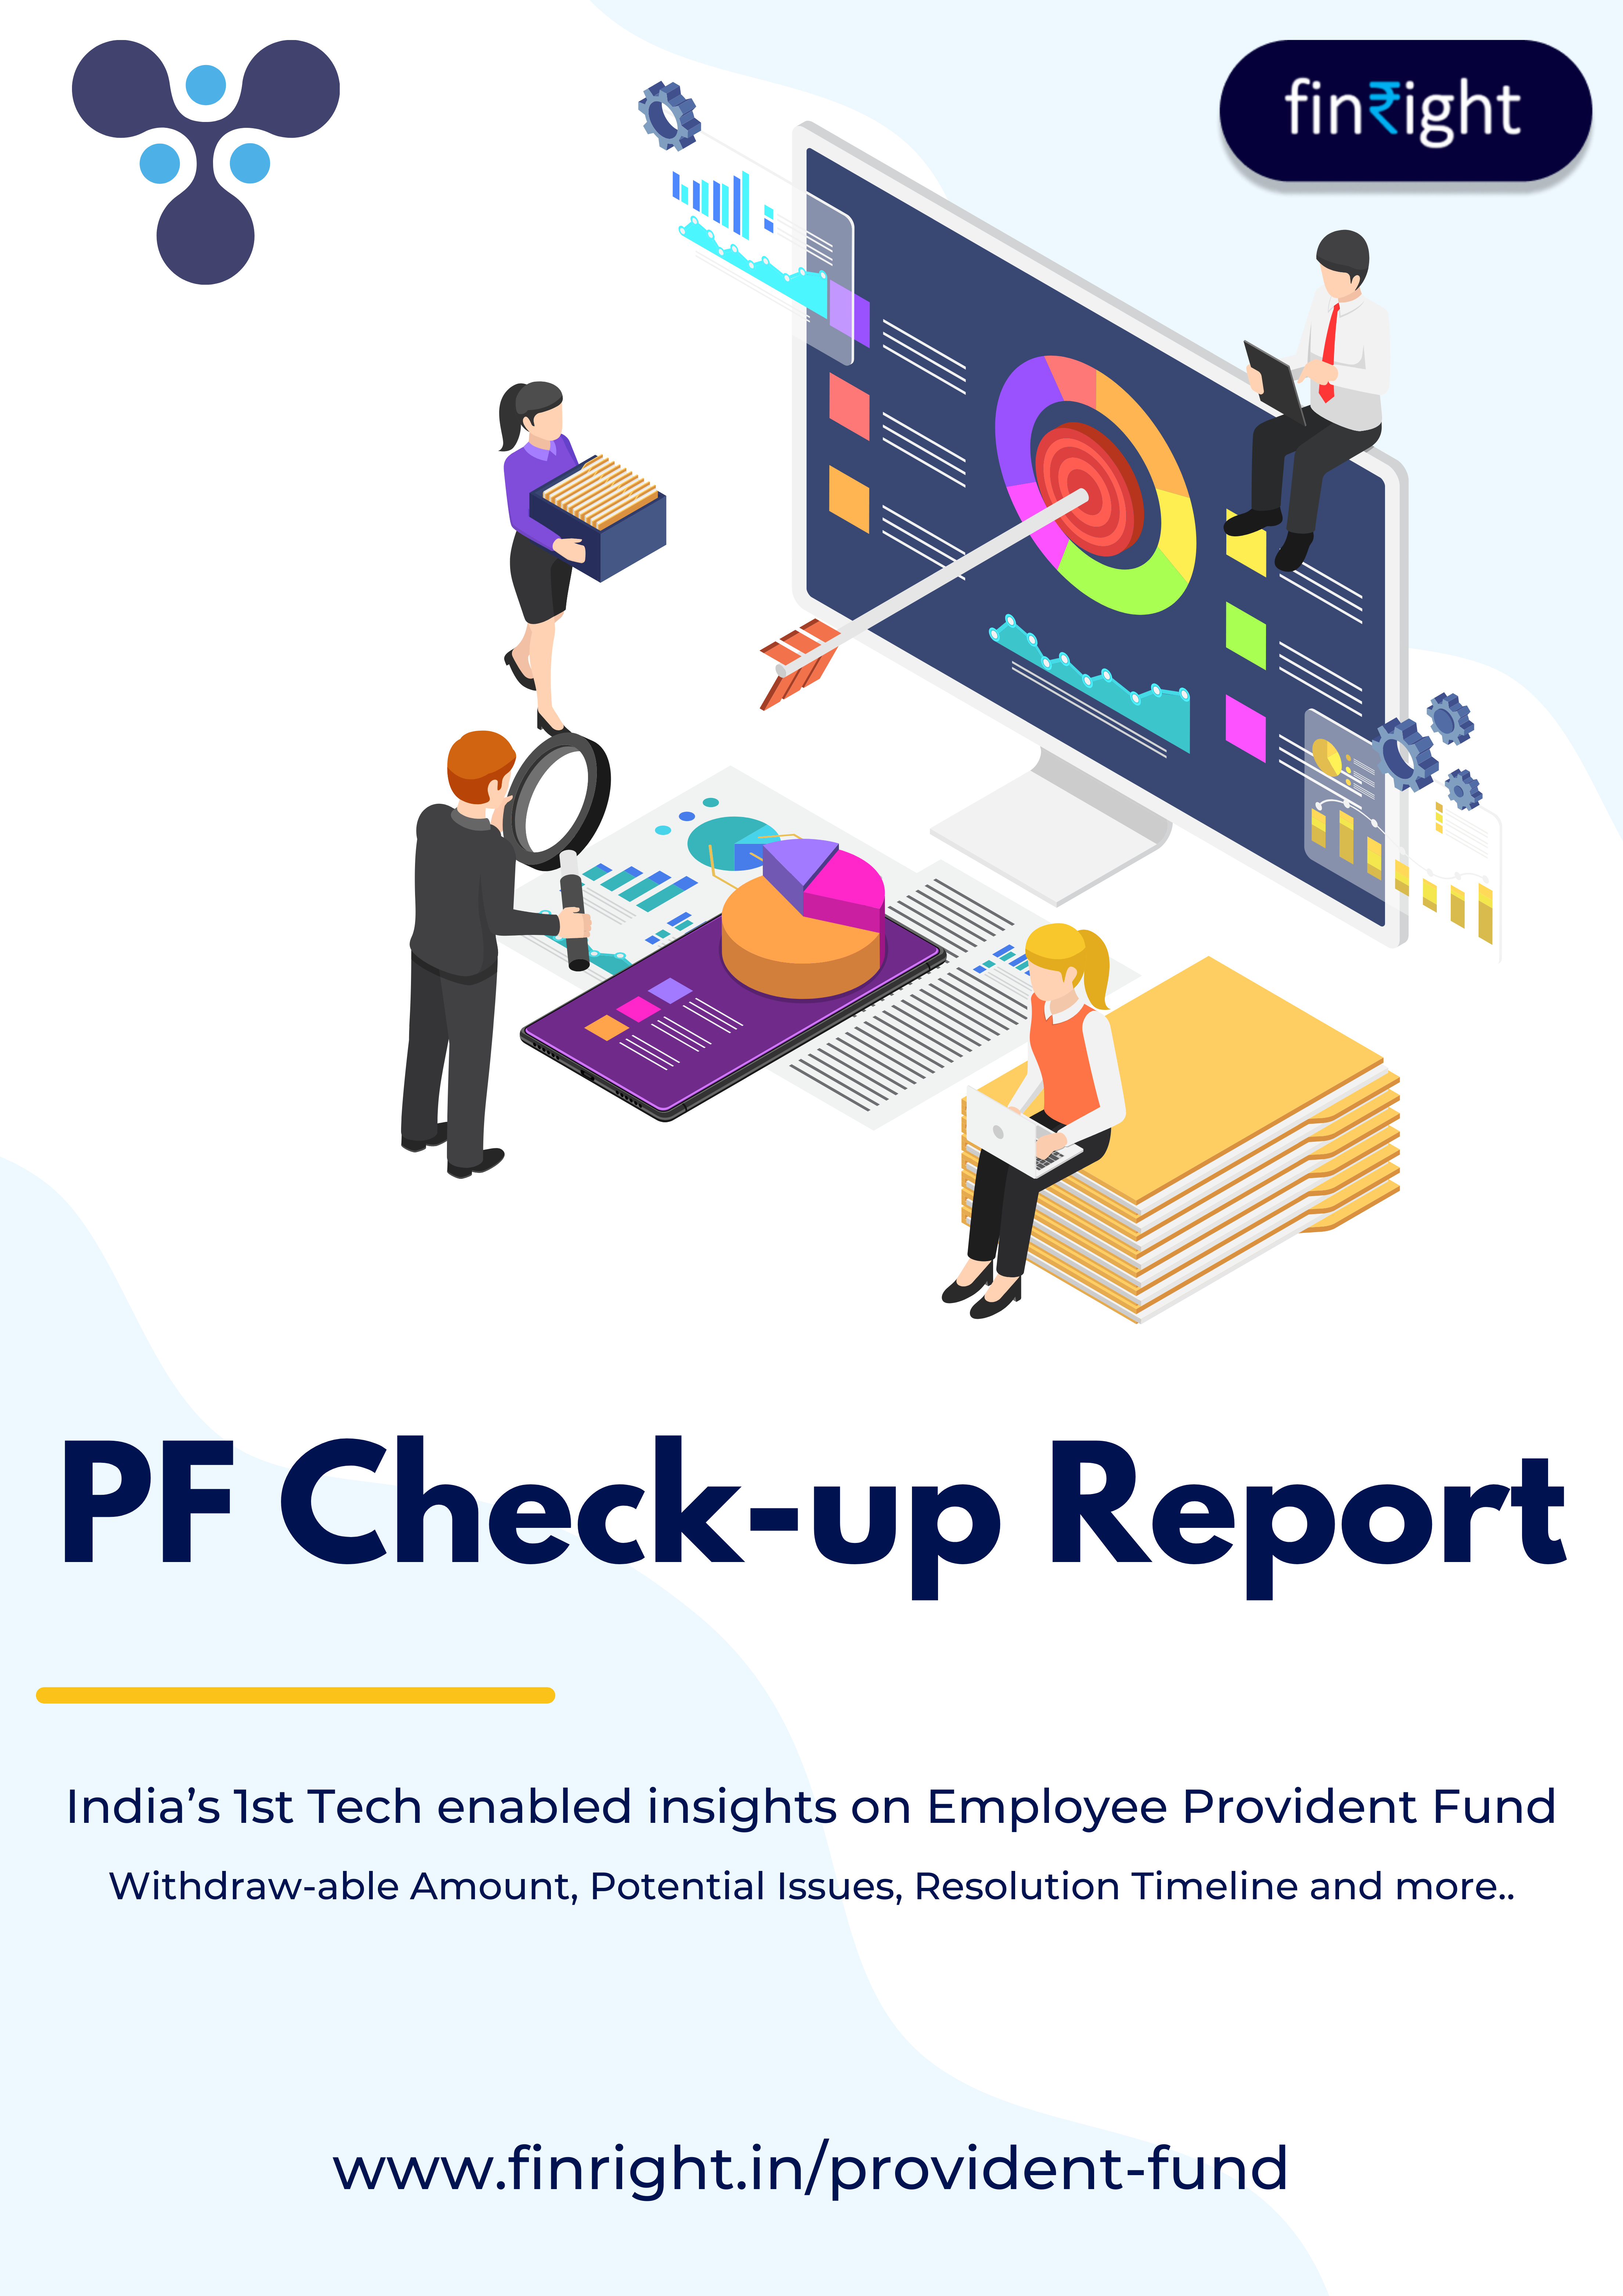 fin₹ight
PF Check-up Report
India’s 1st Tech enabled insights on Employee Provident Fund
Withdraw-able Amount, Potential Issues, Resolution Timeline and more..
www.finright.in/provident-fund